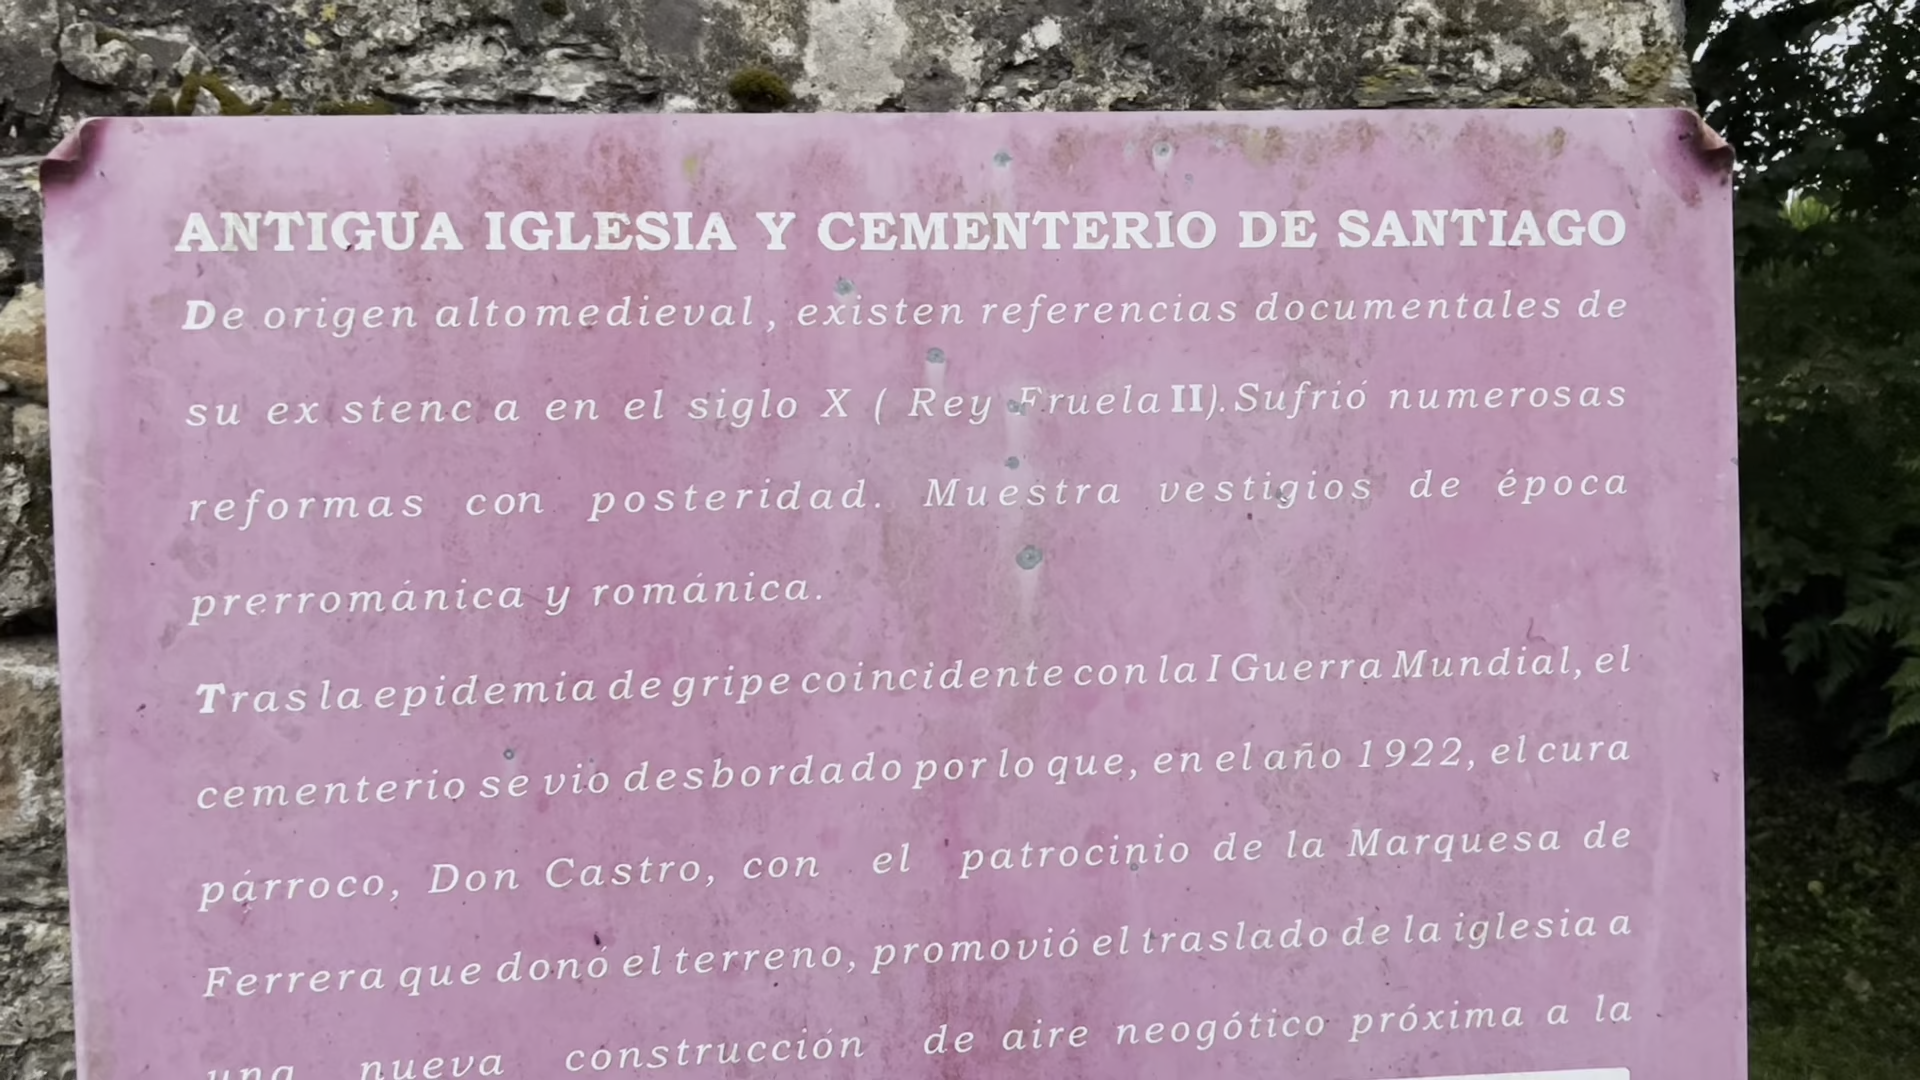 ANTIGUA IGLESIA Y CEMENTERIO DE SANTIAGO
De origen altomedieval, existen referencias documentales de
su ex stenc a en el siglo X ( Rey Fruela II). Sufrió numerosas
reformas con posteridad. Muestra vestigios de época
prerrománica y románica.
Tras la epidemia de gripe coincidente con la I Guerra Mundial, el
cementerio se vio desbordado por lo que, en el año 1922, el cura
párroco, Don Castro, con el patrocinio de la Marquesa de
Ferrera que donó el terreno, promovió el traslado de la iglesia a
una nueva construcción de aire neogótico próxima a la